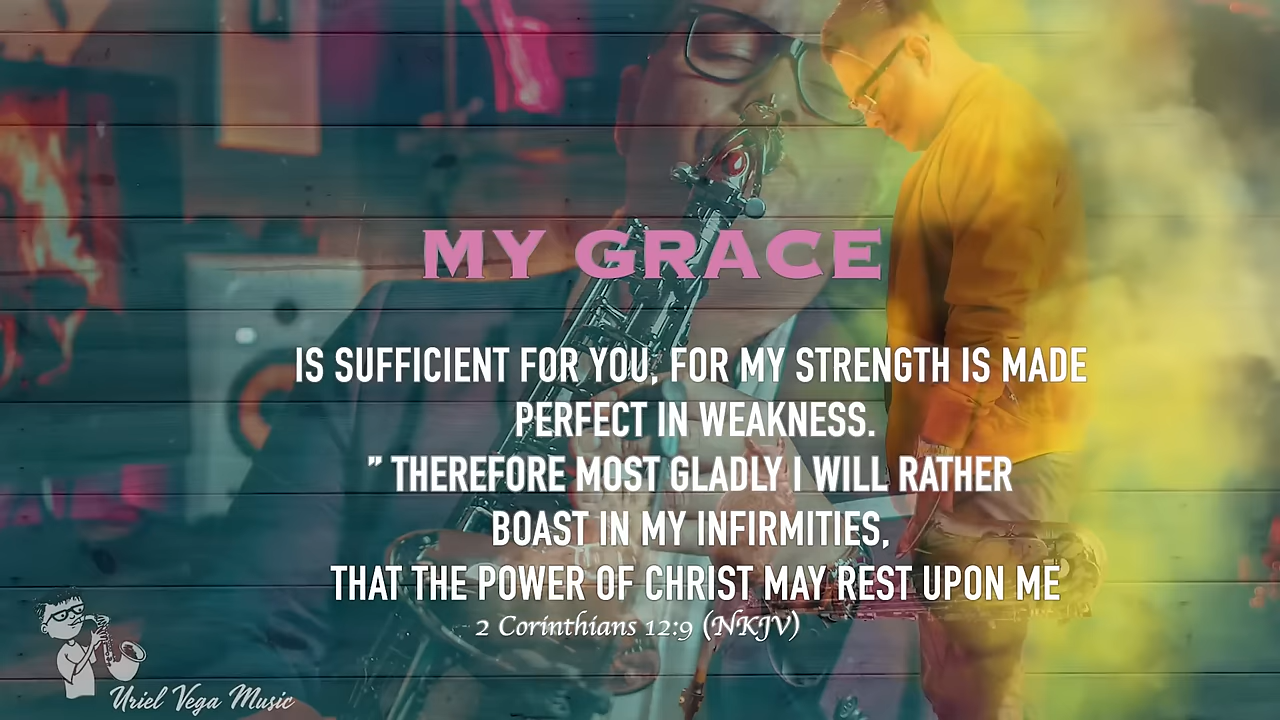 MY GRACE
IS SUFFICIENT FOR YOU, FOR MY STRENGTH IS MADE
PERFECT IN WEAKNESS.
” THEREFORE MOST GLADLY I WILL RATHER
BOAST IN MY INFIRMITIES,
THAT THE POWER OF CHRIST MAY REST UPON ME
2 Corinthians 12:9 (NKJV)
Uriel Vega Music